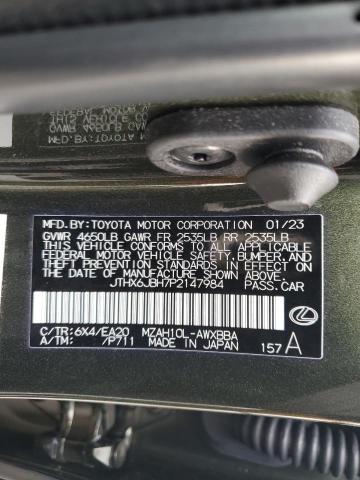 MFD.BY:TOYOTA MOTOR CORPORATION 01/23
GVWR 4650LB GAWR FR 2535LB RR 2535LB
THIS VEHICLE CONFORMS TO ALL APPLICABLE
FEDERAL MOTOR VEHICLE SAFETY, BUMPER, AND
THEFT PREVENTION STANDARDS IN EFFECT ON
THE DATE OF MANUFACTURE SHOWN ABOVE.
JTHX6JBH7P2147984 PASS.CAR
C/TR:6X4/EA20 MZAH10L-AWXBBA
A/TM: /P711 MADE IN JAPAN 157A